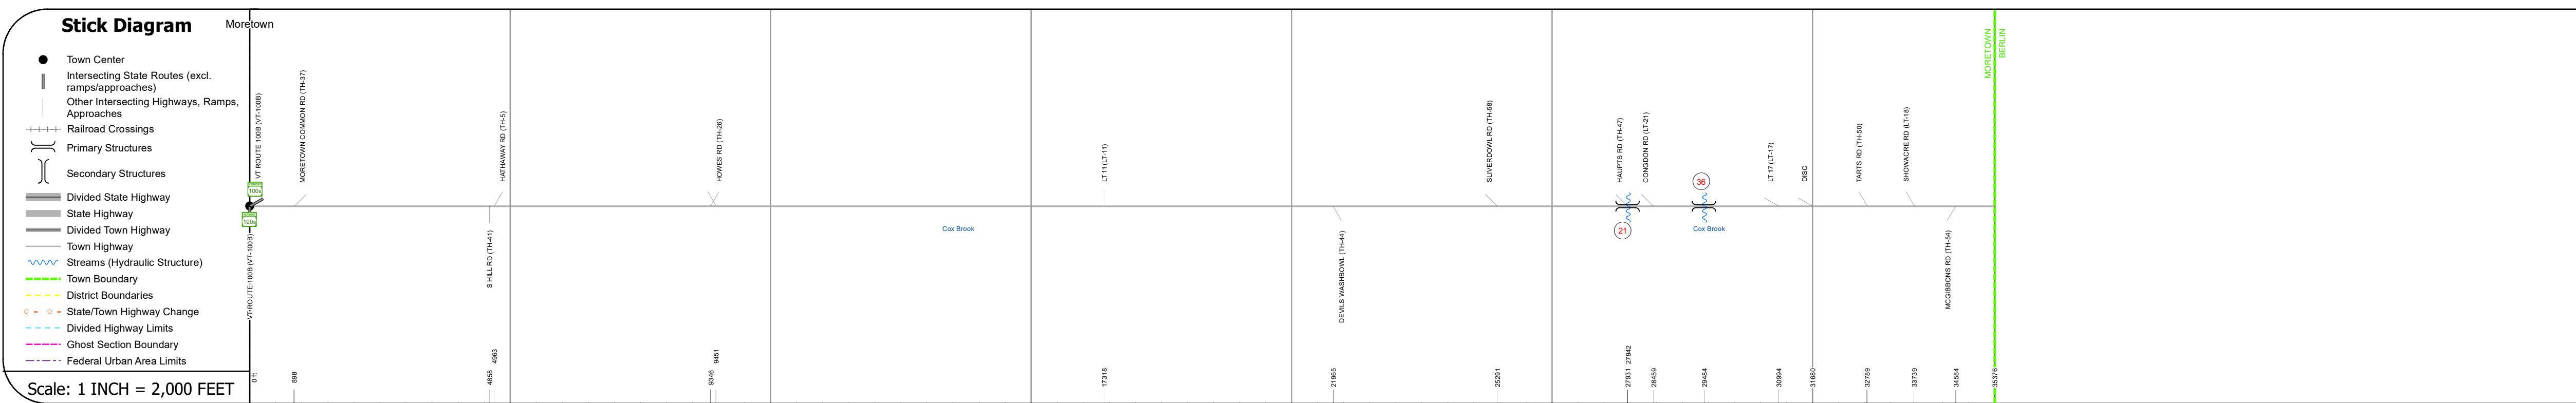 Stick Diagram
Town Center
Intersecting State Routes (excl.
ramps/approaches)
Other Intersecting Highways, Ramps,
Approaches
Railroad Crossings
Primary Structures
Secondary Structures
Divided State Highway
State Highway
Divided Town Highway
Town Highway
Streams (Hydraulic Structure)
Town Boundary
District Boundaries
State/Town Highway Change
Divided Highway Limits
Ghost Section Boundary
Federal Urban Area Limits
Scale: 1 INCH = 2,000 FEET
Moretown
VT ROUTE 100B (VT-100B)
MORETOWN COMMON RD (TH-37)
HATHAWAY RD (TH-5)
HOWES RD (TH-26)
LT 11 (LT-11)
SLIVERDOWL RD (TH-58)
HAUPTS RD (TH-47)
CONGDON RD (LT-21)
36
LT 17 (LT-17)
DISC
TARTS RD (TH-50)
SHOWACRE RD (LT-18)
MORETOWN
BERLIN
100B
100B
VT ROUTE 100B (VT-100B)
S HILL RD (TH-41)
Cox Brook
DEVILS WASHBOWL (TH-44)
21
Cox Brook
MCGIBBONS RD (TH-54)
0 ft
898
4858
4963
9346
9451
17318
21965
25291
27931
27942
28459
29484
30994
31680
32789
33739
34584
35376